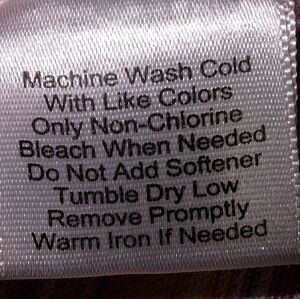 Machine Wash Cold
With Like Colors
Only Non-Chlorine
Bleach When Needed
Do Not Add Softener
Tumble Dry Low
Remove Promptly
Warm Iron If Needed